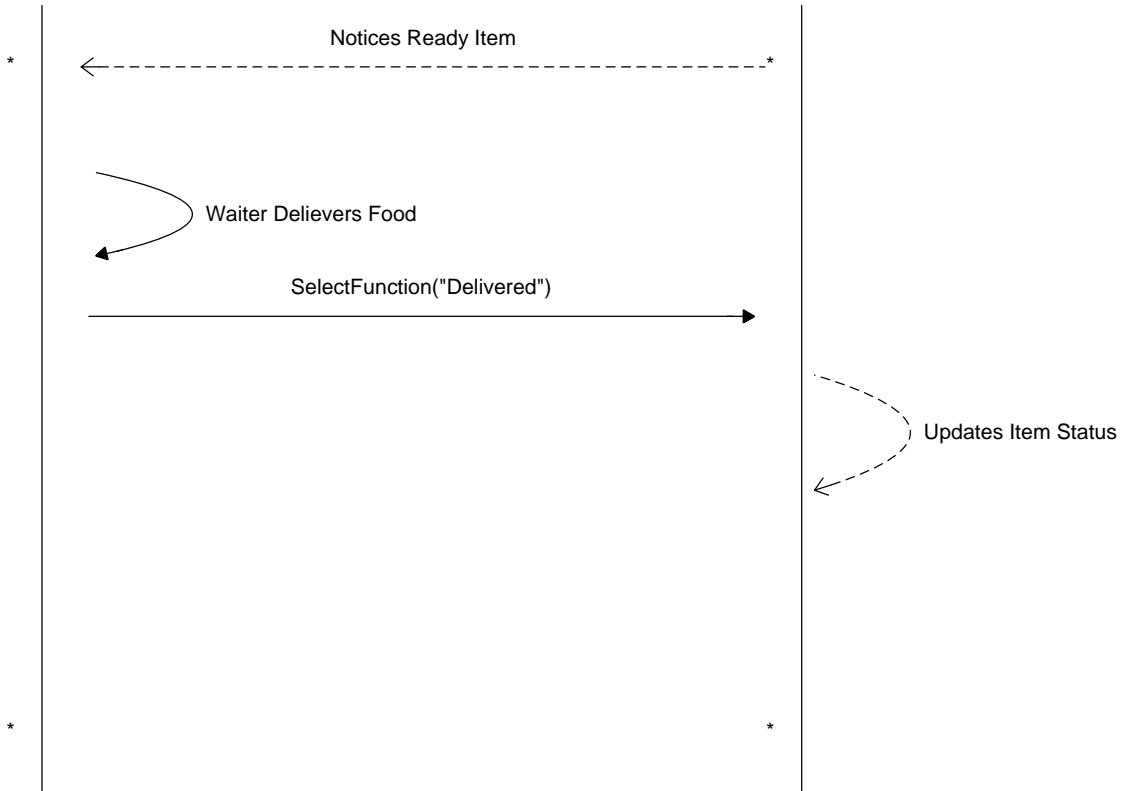 Notices Ready Item
*
*
Waiter Delievers Food
SelectFunction("Delivered")
Updates Item Status
*
*